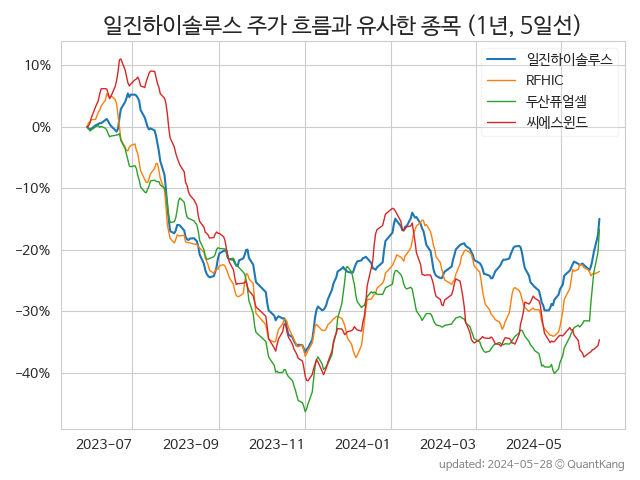 일진하이솔루스 주가 흐름과 유사한 종목 (1년, 5일선)
일진하이솔루스
RFHIC
두산퓨얼셀
씨에스윈드
10%
0%
−10%
−20%
−30%
−40%
2023-07 2023-09 2023-11 2024-01 2024-03 2024-05
updated: 2024-05-28 © QuantKang